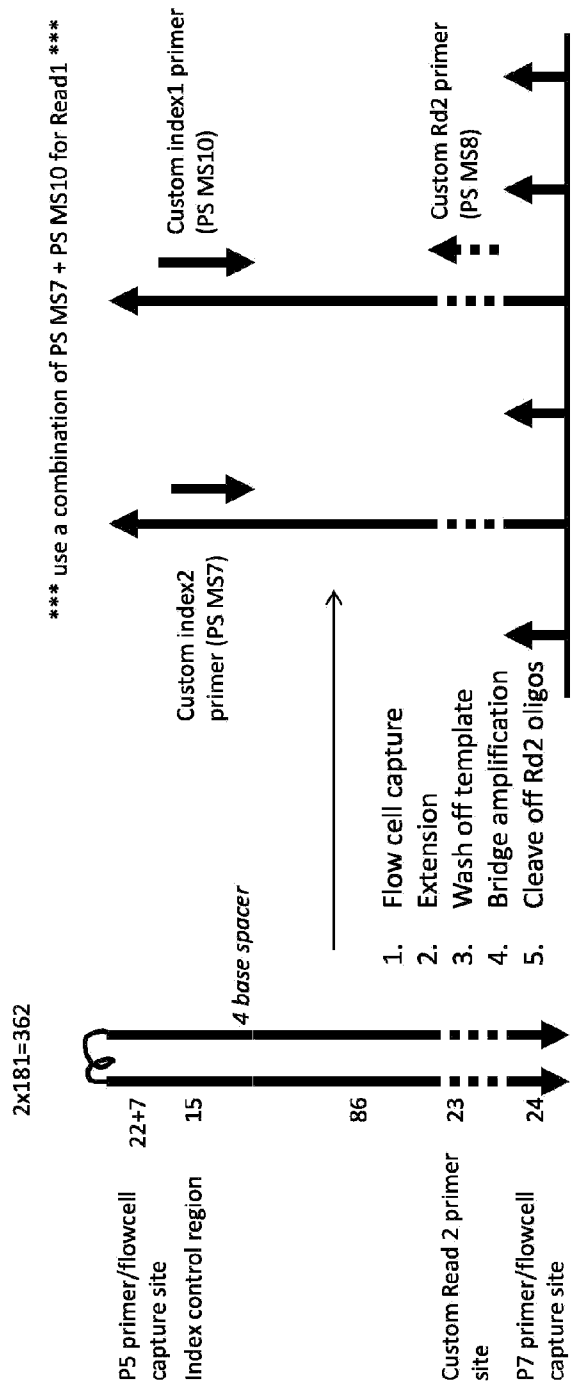 2x181=362
*** use a combination of PS MS7 + PS MS10 for Read1 ***
P5 primer/flowcell
capture site
22+7
Index control region
15
4 base spacer
86
Custom Read 2 primer
site
23
P7 primer/flowcell
capture site
24
1. Flow cell capture
2. Extension
3. Wash off template
4. Bridge amplification
5. Cleave off Rd2 oligos
Custom index2
primer (PS MS7)
Custom index1 primer
(PS MS10)
Custom Rd2 primer
(PS MS8)